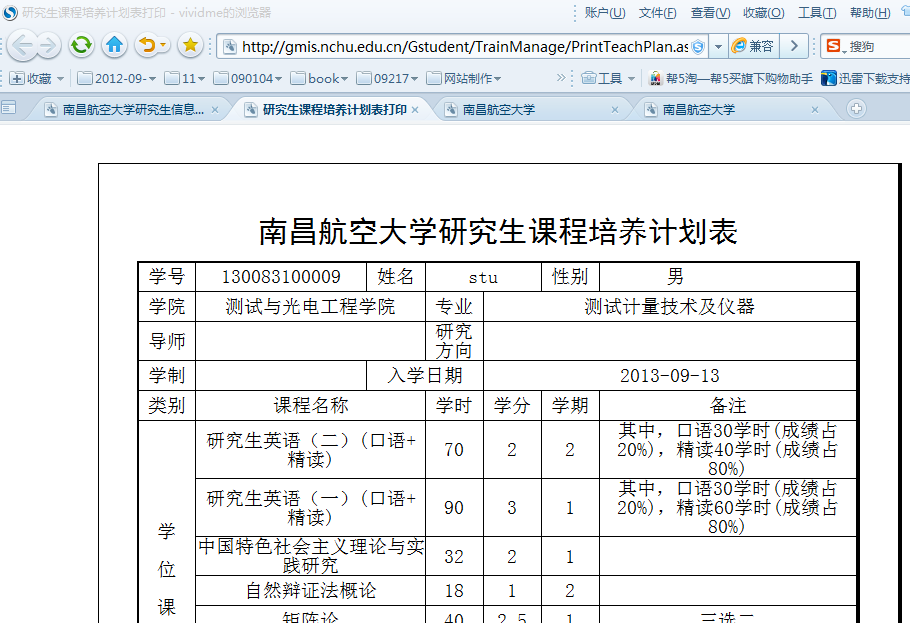 研究生课程培养计划表打印 - vividme的浏览器
账户(U) 文件(F) 查看(V) 收藏(O) 工具(T) 帮助(H)
http://gmis.nchu.edu.cn/Gstudent/TrainManage/PrintTeachPlan.as 兼容 搜狗
收藏 2012-09- 11 090104 book 09217 网站制作 » 工具 帮5淘—帮5买旗下购物助手 迅雷下载支持
南昌航空大学研究生信息... 研究生课程培养计划表打印 南昌航空大学 南昌航空大学
南昌航空大学研究生课程培养计划表
学号 130083100009 姓名 stu 性别 男
学院 测试与光电工程学院 专业 测试计量技术及仪器
导师 研究
方向
学制 入学日期 2013-09-13
类别 课程名称 学时 学分 学期 备注
学
位
课
研究生英语（二）(口语+
精读) 70 2 2 其中，口语30学时(成绩占
20%)，精读40学时(成绩占
80%)
研究生英语（一）(口语+
精读) 90 3 1 其中，口语30学时(成绩占
20%)，精读60学时(成绩占
80%)
中国特色社会主义理论与实
践研究 32 2 1
自然辩证法概论 18 1 2
矩阵论 40 2.5 1 三选二